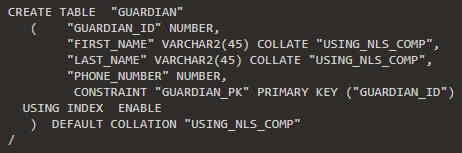 CREATE TABLE "GUARDIAN"
( "GUARDIAN_ID" NUMBER,
"FIRST_NAME" VARCHAR2(45) COLLATE "USING_NLS_COMP",
"LAST_NAME" VARCHAR2(45) COLLATE "USING_NLS_COMP",
"PHONE_NUMBER" NUMBER,
CONSTRAINT "GUARDIAN_PK" PRIMARY KEY ("GUARDIAN_ID")
USING INDEX ENABLE
) DEFAULT COLLATION "USING_NLS_COMP"
/